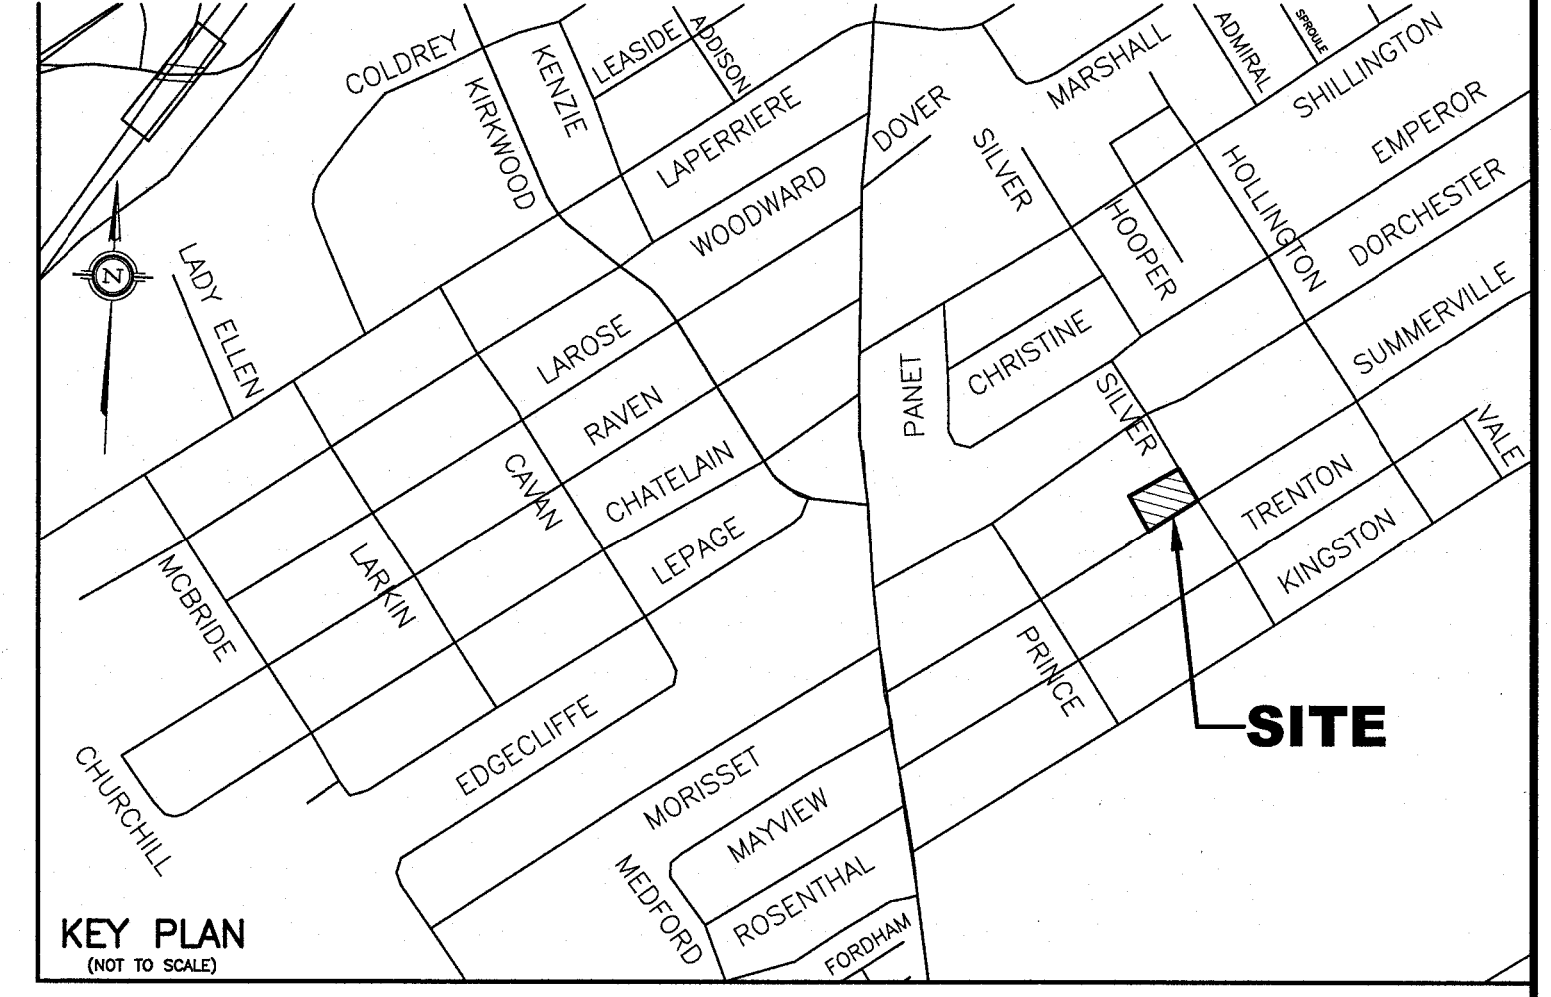 COLDREY
KIRKWOOD
KENZIE
LEASIDE
ADDISON
LAPERRIERE
WOODWARD
DOVER
SILVER
MARSHALL
ADMIRAL
SPROULE
SHILLINGTON
EMPEROR
HOLLINGTON
HOOPER
DORCHESTER
SUMMERVILLE
N
LADY ELLEN
LAROSE
RAVEN
CHATELAIN
CAVAN
LEPAGE
PANET
CHRISTINE
SILVER
VALE
TRENTON
KINGSTON
MCBRIDE
LARKIN
PRINCE
SITE
EDGECLIFFE
CHURCHILL
MORISSET
MAYVIEW
MEDFORD
ROSENTHAL
FORDHAM
KEY PLAN
(NOT TO SCALE)